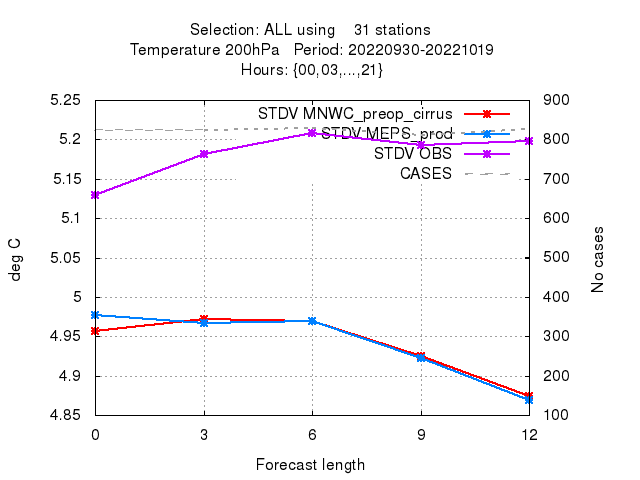 Selection: ALL using    31 stations
Temperature 200hPa   Period: 20220930-20221019
Hours: {00,03,...,21}
5.25
5.2
5.15
5.1
5.05
5
4.95
4.9
4.85
900
800
700
600
500
400
300
200
100
STDV MNWC_preop_cirrus
STDV MEPS_prod
STDV OBS
CASES
deg C
No cases
0 3 6 9 12
Forecast length